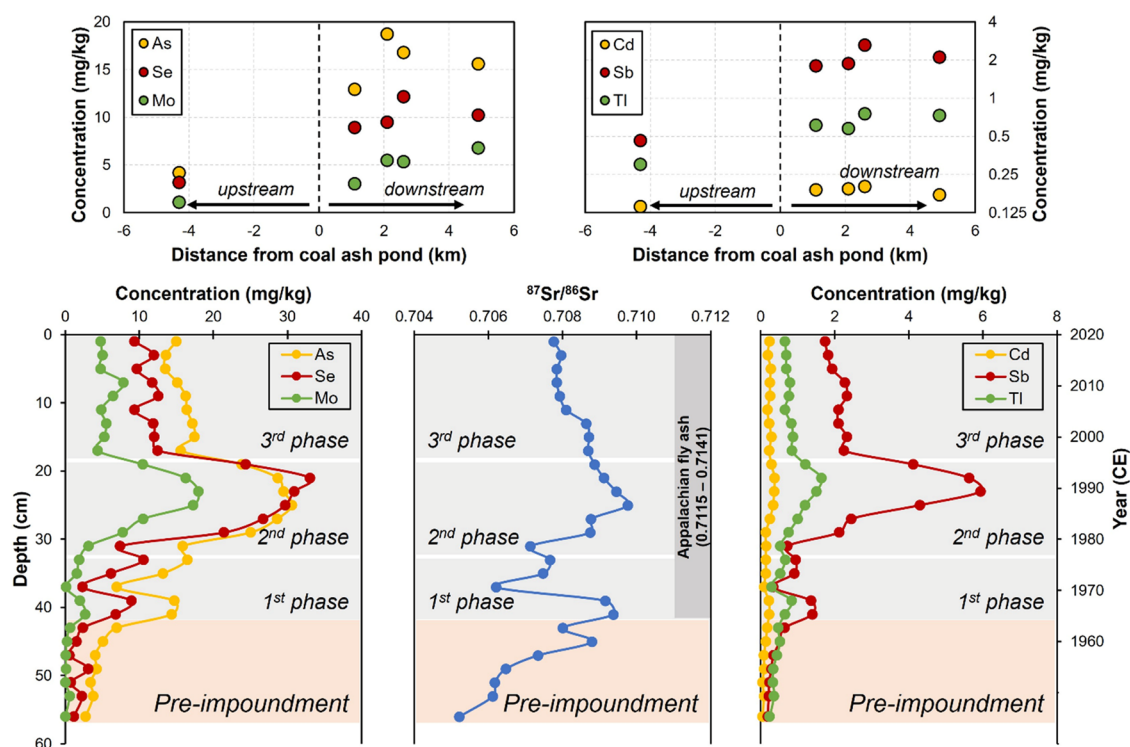 20
15
10
5
0
Concentration (mg/kg)
As
Se
Mo
upstream
downstream
-6 -4 -2 0 2 4 6
Distance from coal ash pond (km)
Cd
Sb
Tl
upstream
downstream
4
2
1
0.5
0.25
0.125
Concentration (mg/kg)
-6 -4 -2 0 2 4 6
Distance from coal ash pond (km)
Concentration (mg/kg)
0 10 20 30 40
0
10
20
30
40
50
60
Depth (cm)
As
Se
Mo
3rd phase
2nd phase
1st phase
Pre-impoundment
⁸⁷Sr/⁸⁶Sr
0.704 0.706 0.708 0.710 0.712
3rd phase
2nd phase
1st phase
Pre-impoundment
Appalachian fly ash
(0.7115 – 0.7141)
Concentration (mg/kg)
0 2 4 6 8
Cd
Sb
Tl
3rd phase
2nd phase
1st phase
Pre-impoundment
2020
2010
2000
1990
1980
1970
1960
Year (CE)